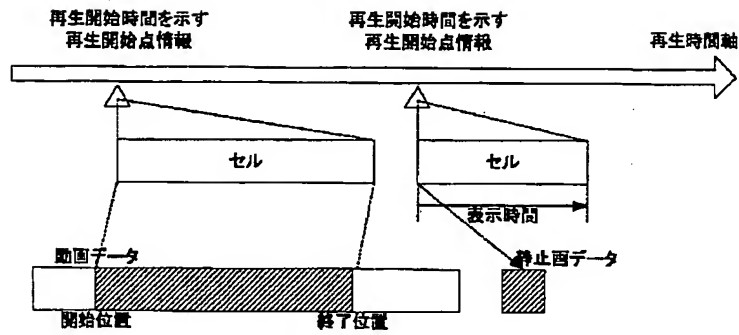 再生開始時間を示す
再生開始点情報
再生開始時間を示す
再生開始点情報
再生時間軸
セル
セル
表示時間
動画データ
静止画データ
開始位置
終了位置